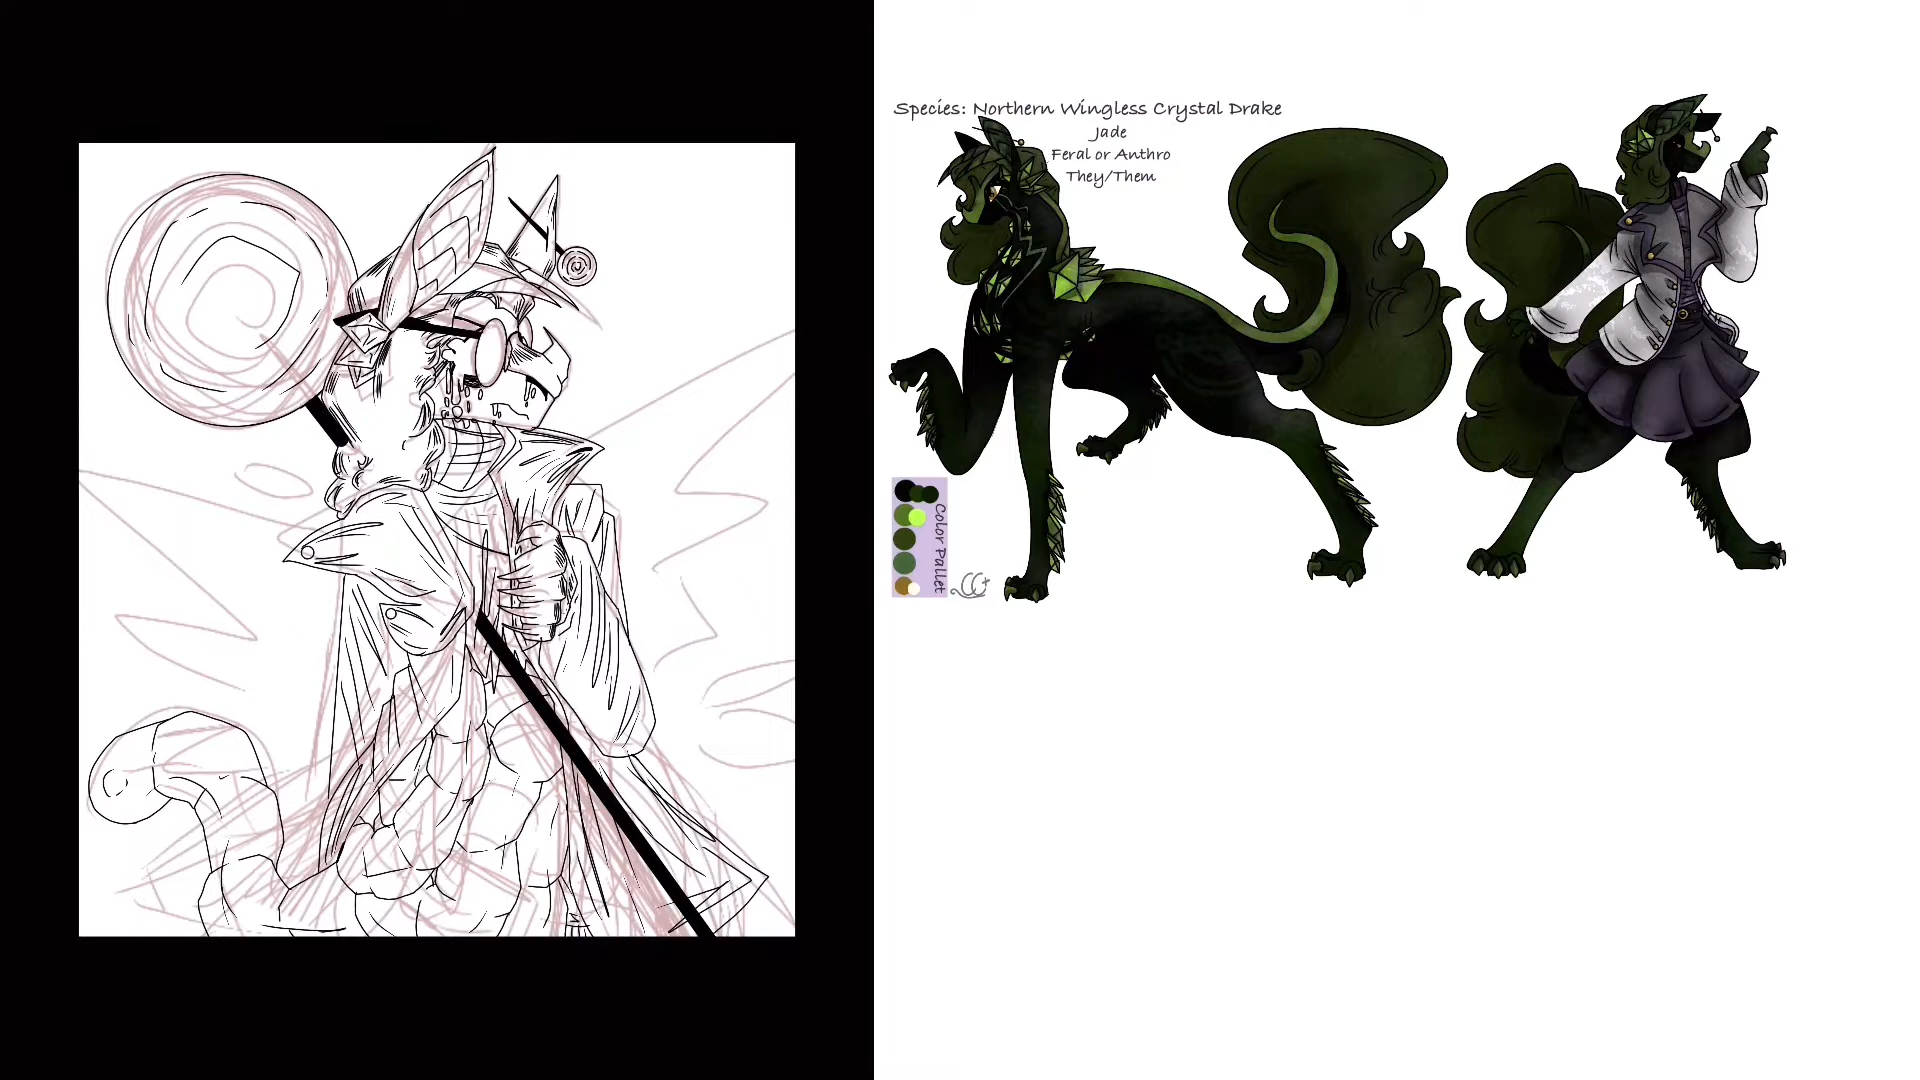 Species: Northern Wingless Crystal Drake
Jade
Feral or Anthro
They/Them
Color Pallet